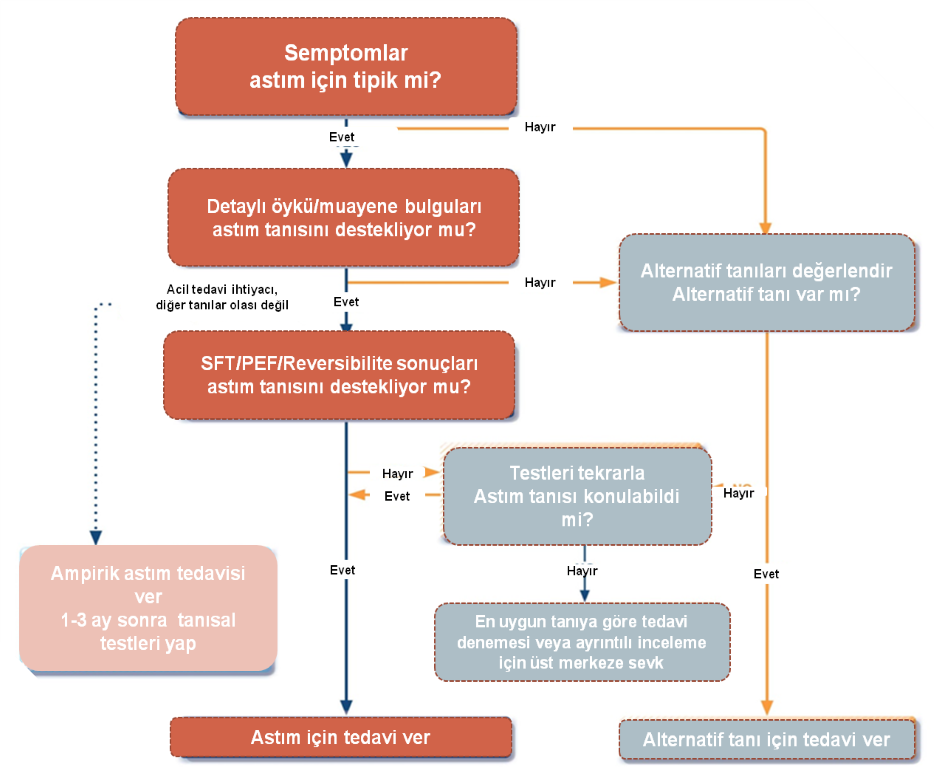 Semptomlar
astım için tipik mi?
Evet
Hayır
Detaylı öykü/muayene bulguları
astım tanısını destekliyor mu?
Alternatif tanıları değerlendir
Alternatif tanı var mı?
Acil tedavi ihtiyacı,
diğer tanılar olası değil
Evet
Hayır
SFT/PEF/Reversibilite sonuçları
astım tanısını destekliyor mu?
Hayır
Evet
Testleri tekrarla
Astım tanısı konulabildi
mi?
Hayır
Ampirik astım tedavisi
ver
1-3 ay sonra tanısal
testleri yap
Evet
Hayır
Evet
En uygun tanıya göre tedavi
denemesi veya ayrıntılı inceleme
için üst merkeze sevk
Astım için tedavi ver
Alternatif tanı için tedavi ver